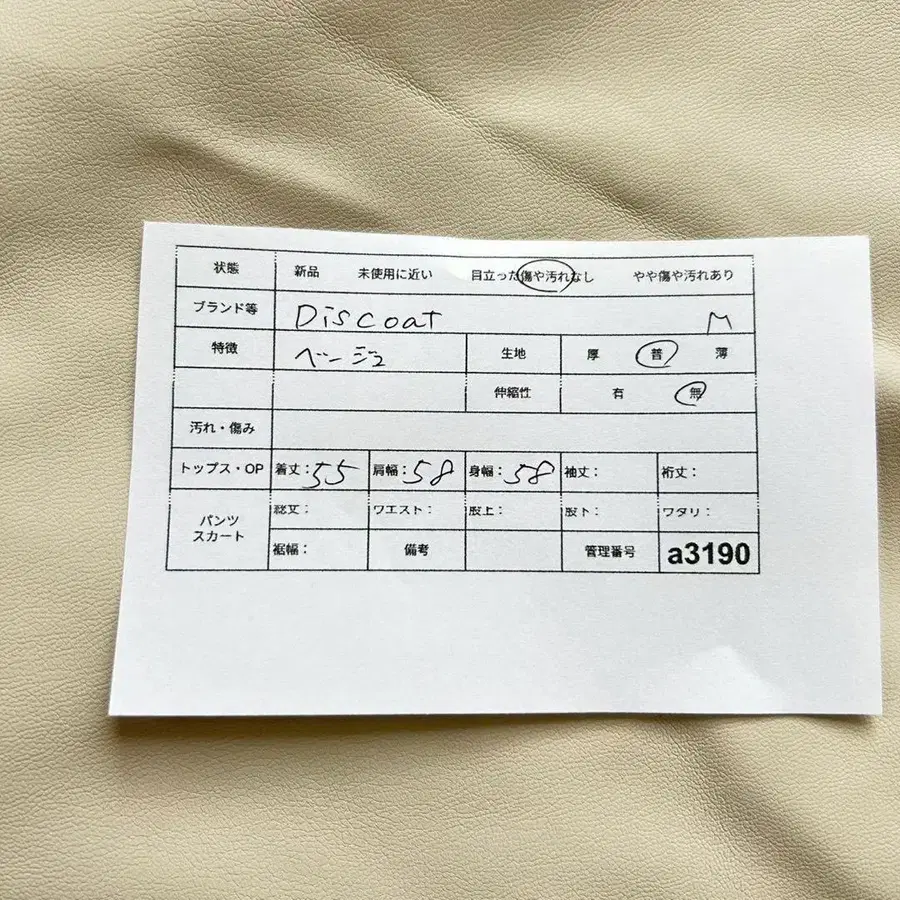 状態 新品 未使用に近い 目立った傷や汚れなし やや傷や汚れあり
ブランド等 Discoat M
特徴 ベージュ 生地 厚 普 薄
伸縮性 有 無
汚れ・傷み
トップス・OP 着丈：55 肩幅：58 身幅：58 袖丈： 裄丈：
パンツ スカート 総丈： ウエスト： 股上： 股下： ワタリ：
裾幅： 備考 管理番号 a3190